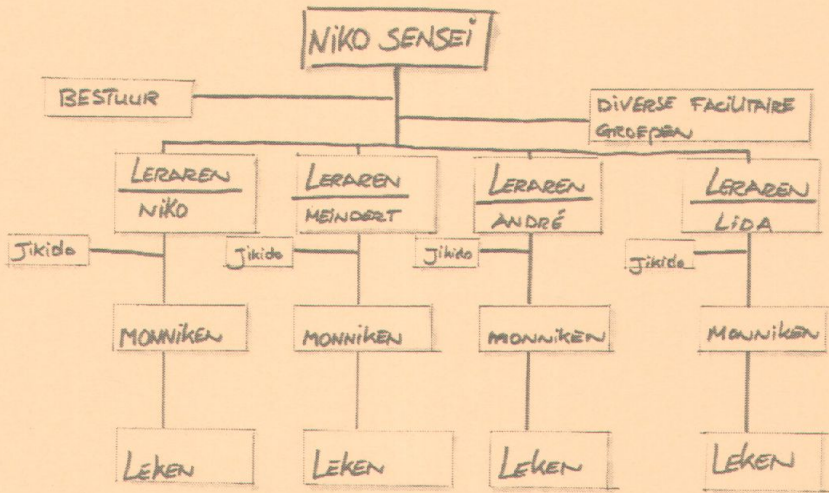 NIKO SENSEI
BESTUUR
DIVERSE FACILITAIRE
GROEPEN
LERAREN
NIKO
LERAREN
MEINDERT
LERAREN
ANDRÉ
LERAREN
LIDA
Jikido
Jikido
Jikido
Jikido
MONNIKEN
MONNIKEN
MONNIKEN
MONNIKEN
LEKEN
LEKEN
LEKEN
LEKEN